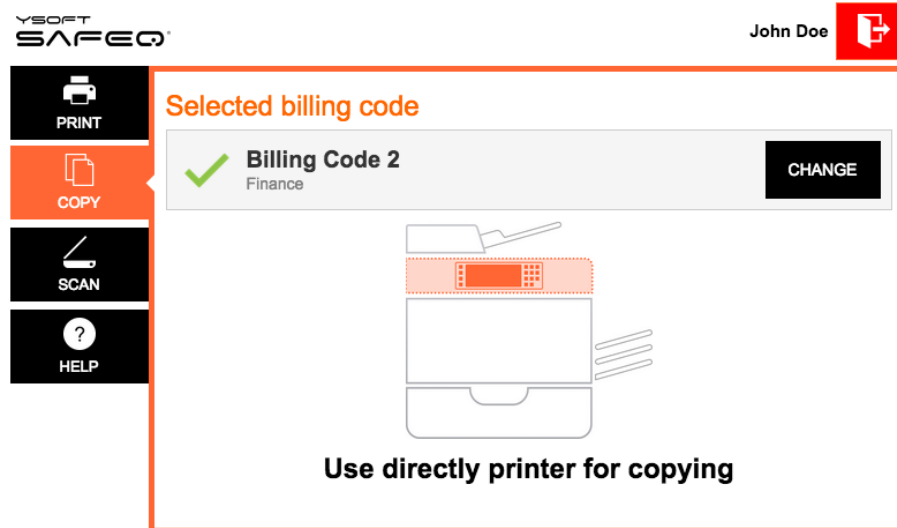 YSOFT
SAFEQ
John Doe
PRINT
COPY
SCAN
?
HELP
Selected billing code
Billing Code 2
Finance
CHANGE
Use directly printer for copying